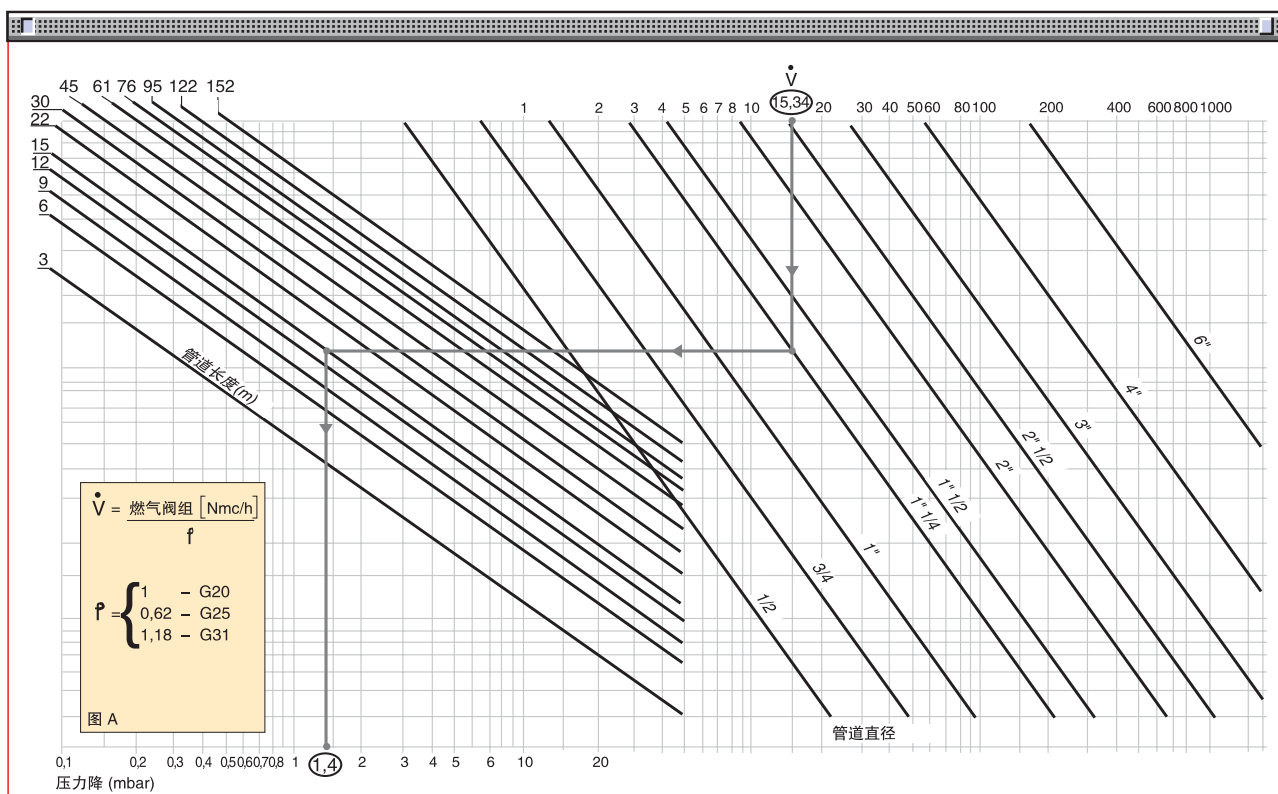 45 61 76 95 122 152
30
22
15
12
9
6
3
V
1 2 3 4 5 6 7 8 10 15,34 20 30 40 50 60 80 100 200 400 600 800 1000
管道长度(m)
6"
4"
3"
2" 1/2
2"
1" 1/2
1" 1/4
1"
3/4
1/2
管道直径
V = 燃气阀组 [Nmc/h]
f
f = { 1 – G20
0,62 – G25
1,18 – G31
图 A
0,1 0,2 0,3 0,4 0,5 0,6 0,7 0,8 1 1,4 2 3 4 5 6 10 20
压力降 (mbar)